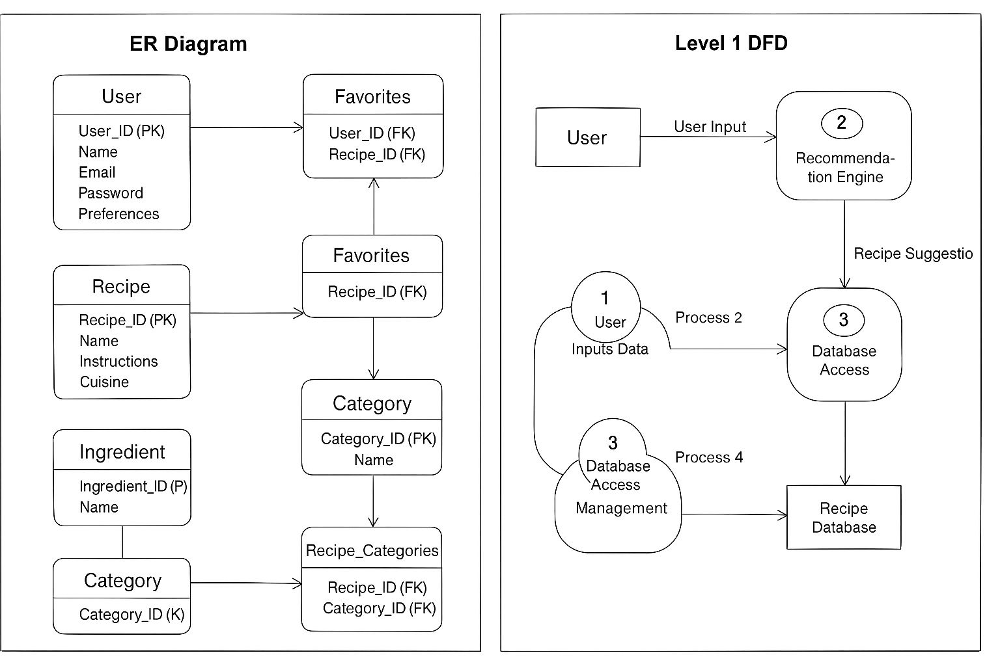 ER Diagram
User
User_ID (PK)
Name
Email
Password
Preferences
Favorites
User_ID (FK)
Recipe_ID (FK)
Recipe
Recipe_ID (PK)
Name
Instructions
Cuisine
Favorites
Recipe_ID (FK)
Category
Category_ID (PK)
Name
Ingredient
Ingredient_ID (P)
Name
Category
Category_ID (K)
Recipe_Categories
Recipe_ID (FK)
Category_ID (FK)
Level 1 DFD
User
User Input
2
Recommenda-
tion Engine
Recipe Suggestio
1
User
Inputs Data
Process 2
3
Database
Access
3
Database
Access
Management
Process 4
Recipe
Database